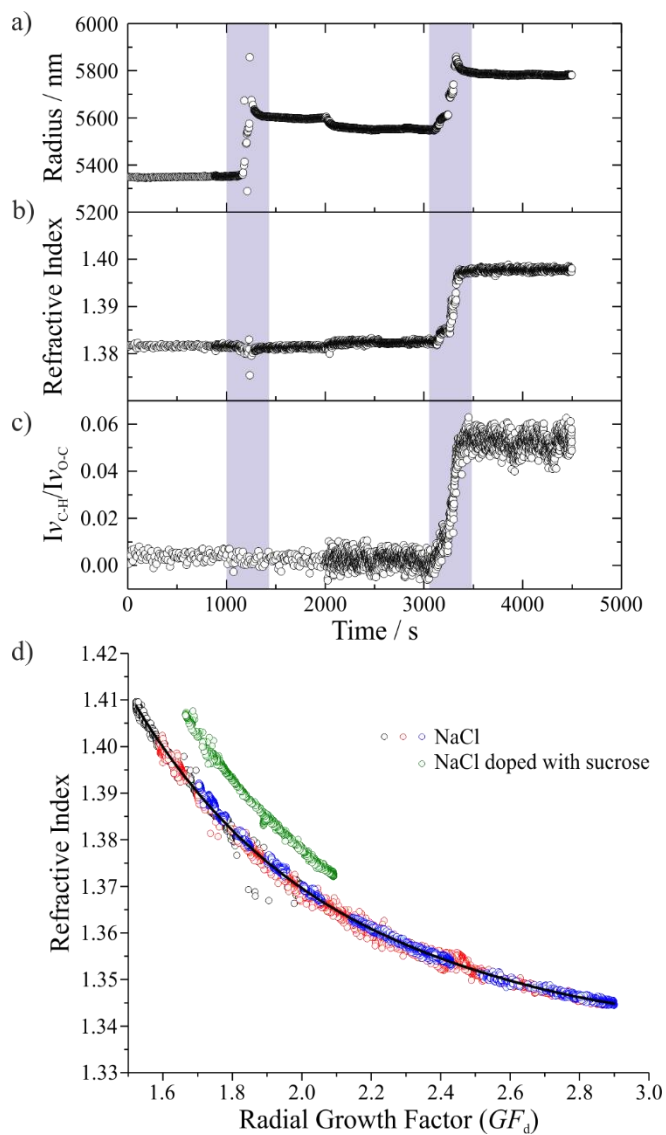 a)
6000
5800
5600
5400
5200
Radius / nm
b)
1.40
1.39
1.38
Refractive Index
c)
0.06
0.04
0.02
0.00
Iν_C-H/Iν_O-C
0 1000 2000 3000 4000 5000
Time / s
d)
1.42
1.41
1.40
1.39
1.38
1.37
1.36
1.35
1.34
1.33
Refractive Index
NaCl
NaCl doped with sucrose
1.6 1.8 2.0 2.2 2.4 2.6 2.8 3.0
Radial Growth Factor (GF_d)